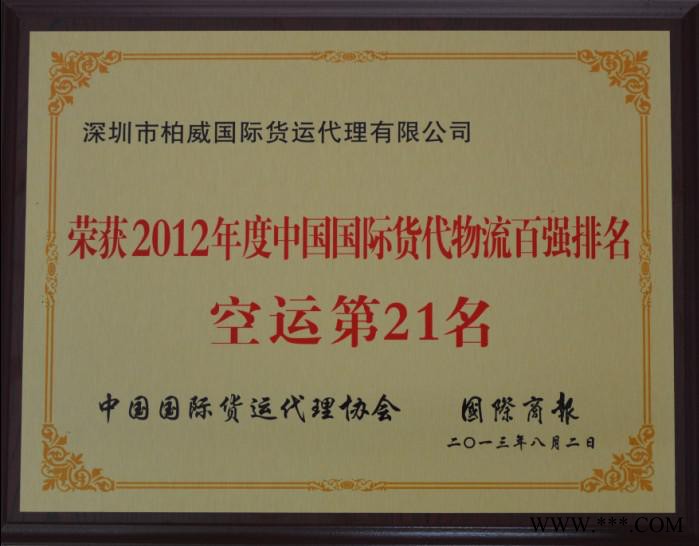 深圳市柏威国际货运代理有限公司
荣获2012年度中国国际货代物流百强排名
空运第21名
中国国际货运代理协会 國際商報
二〇一三年八月二日
WWW.***.COM